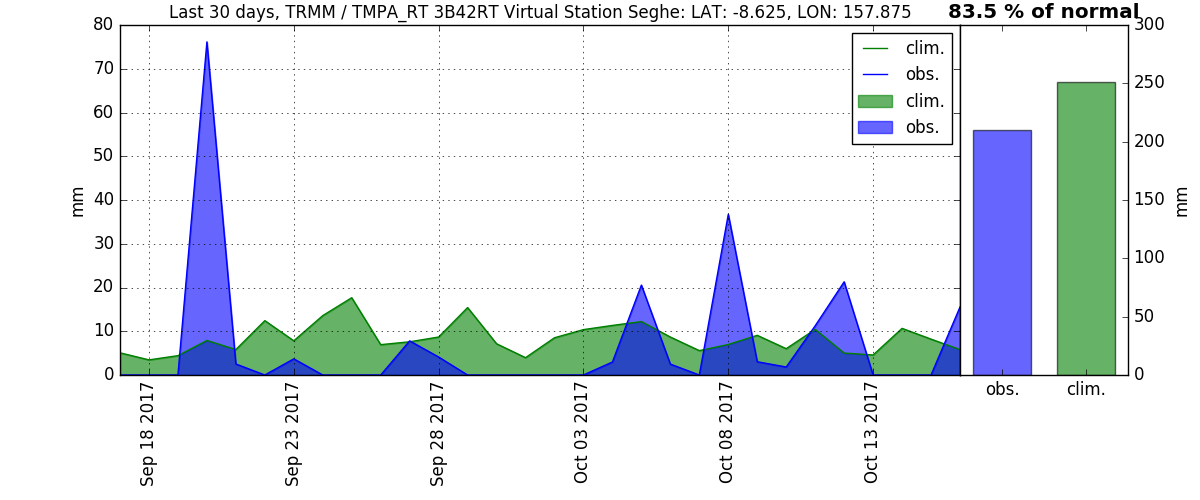 Last 30 days, TRMM / TMPA_RT 3B42RT Virtual Station Seghe: LAT: -8.625, LON: 157.875
83.5 % of normal
80
70
60
50
40
30
20
10
0
mm
clim.
obs.
clim.
obs.
Sep 18 2017
Sep 23 2017
Sep 28 2017
Oct 03 2017
Oct 08 2017
Oct 13 2017
300
250
200
150
100
50
0
mm
obs.
clim.